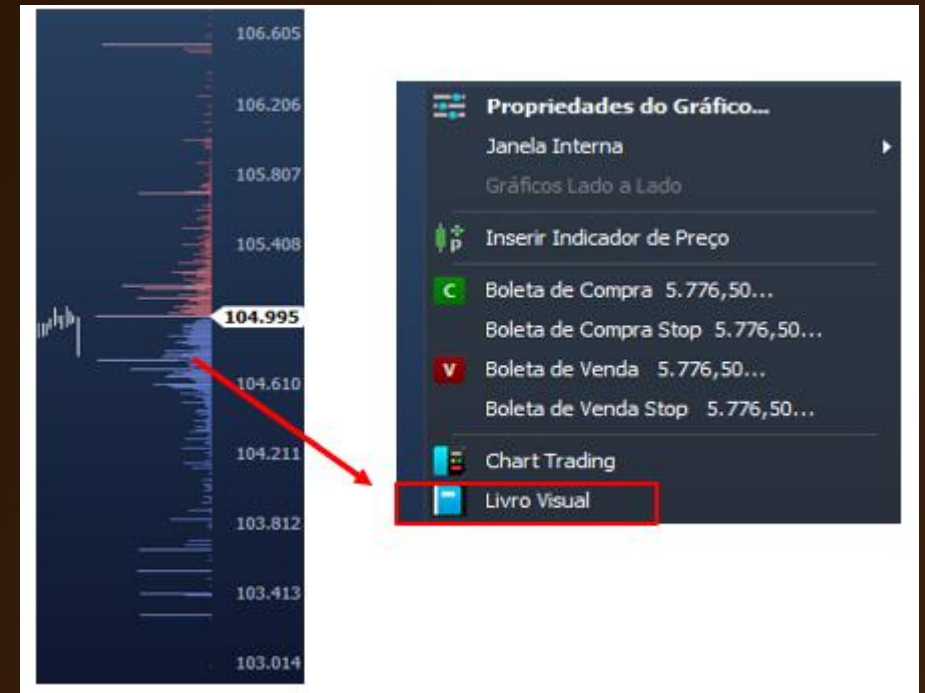 106.605
106.206
105.807
105.408
104.995
104.610
104.211
103.812
103.413
103.014
Propriedades do Gráfico...
Janela Interna
Gráficos Lado a Lado
Inserir Indicador de Preço
C Boleta de Compra 5.776,50...
Boleta de Compra Stop 5.776,50...
V Boleta de Venda 5.776,50...
Boleta de Venda Stop 5.776,50...
Chart Trading
Livro Visual